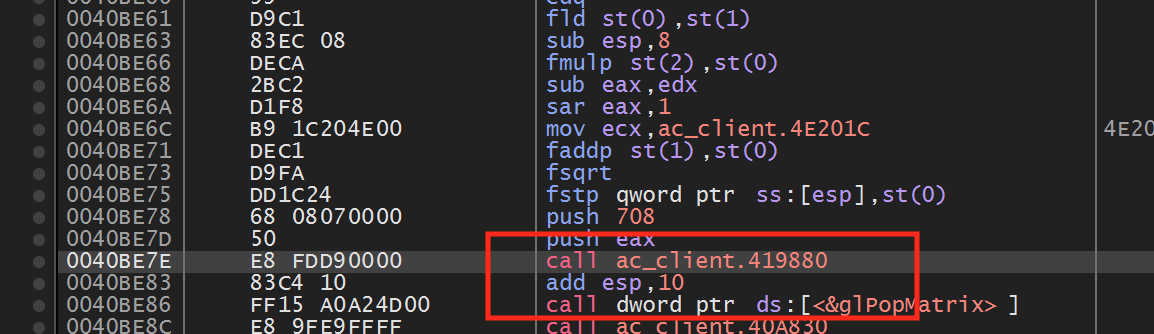 0040BE61 D9C1 fld st(0),st(1)
0040BE63 83EC 08 sub esp,8
0040BE66 DECA fmulp st(2),st(0)
0040BE68 2BC2 sub eax,edx
0040BE6A D1F8 sar eax,1
0040BE6C B9 1C204E00 mov ecx,ac_client.4E201C 4E20
0040BE71 DEC1 faddp st(1),st(0)
0040BE73 D9FA fsqrt
0040BE75 DD1C24 fstp qword ptr ss:[esp],st(0)
0040BE78 68 08070000 push 708
0040BE7D 50 push eax
0040BE7E E8 FDD90000 call ac_client.419880
0040BE83 83C4 10 add esp,10
0040BE86 FF15 A0A24D00 call dword ptr ds:[<&glPopMatrix>]
0040BE8C E8 9FE9FFFF call ac_client.40A830